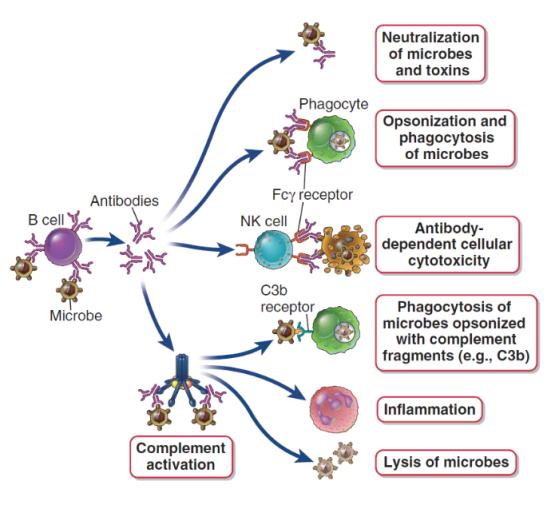 Neutralization
of microbes
and toxins
Phagocyte
Opsonization and
phagocytosis
of microbes
Fcγ receptor
Antibodies
B cell
NK cell
Antibody-
dependent cellular
cytotoxicity
Microbe
C3b
receptor
Phagocytosis of
microbes opsonized
with complement
fragments (e.g., C3b)
Inflammation
Complement
activation
Lysis of microbes